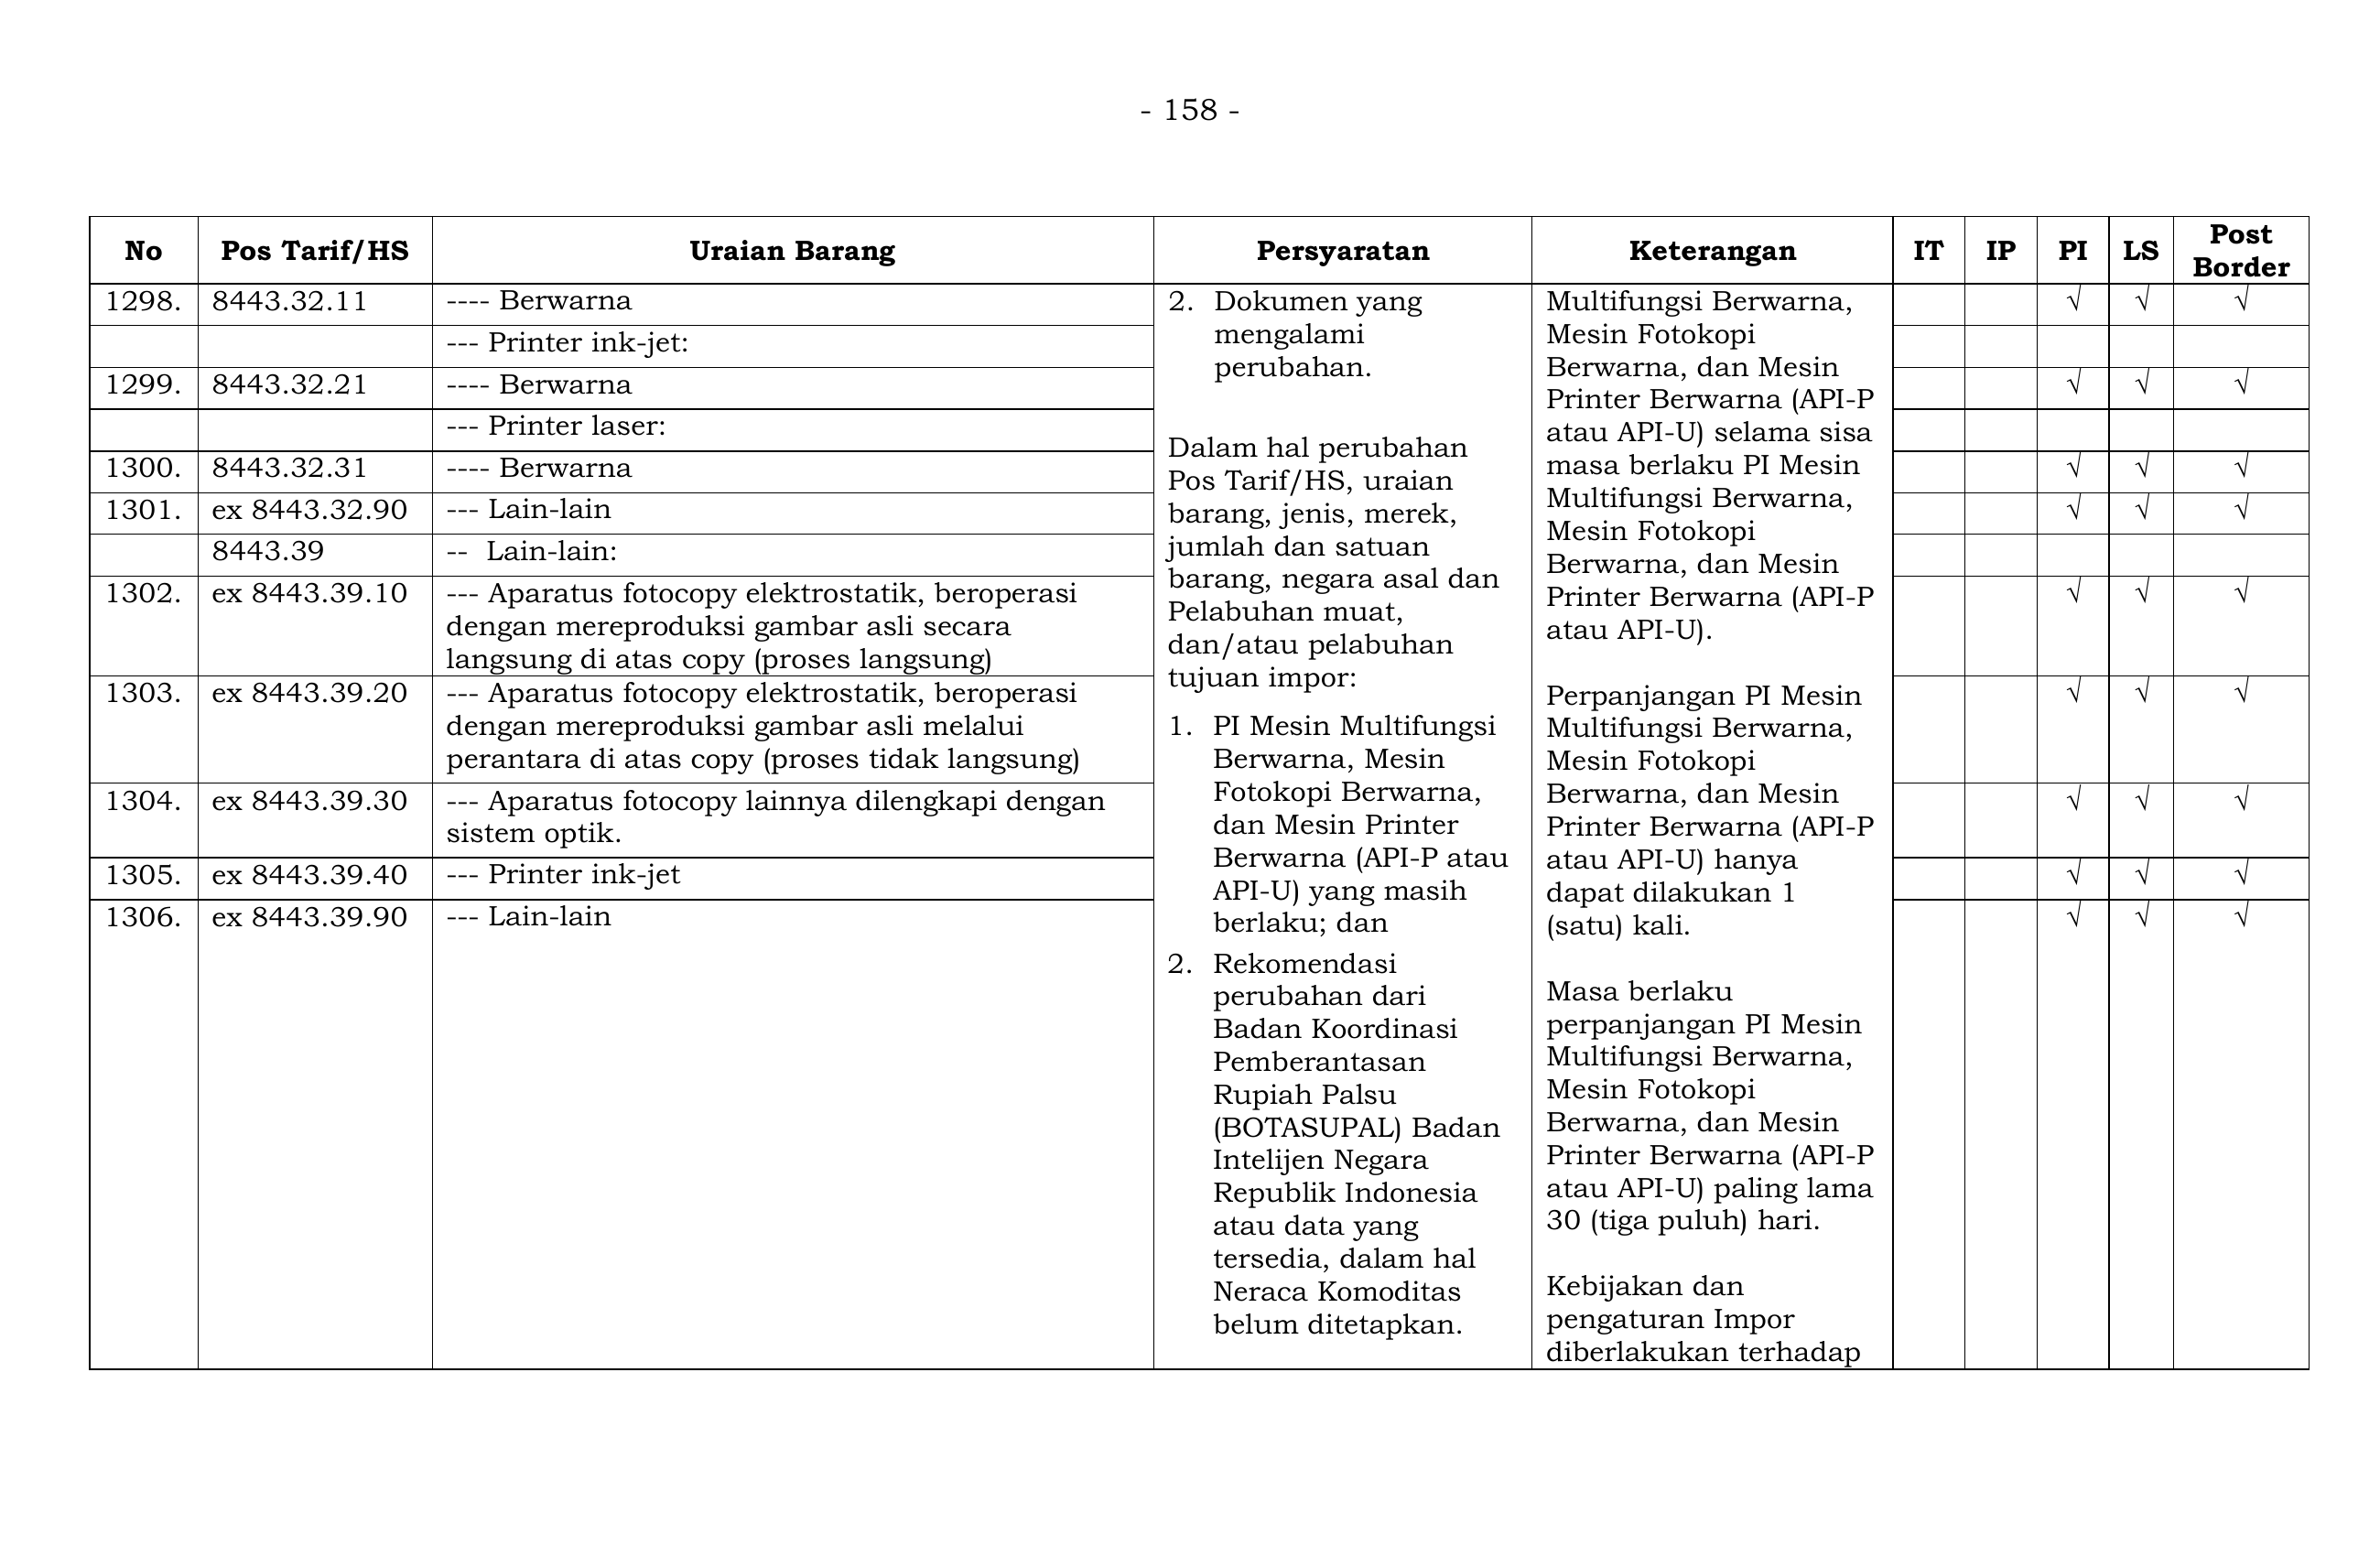 - 158 -
No Pos Tarif/HS Uraian Barang Persyaratan Keterangan IT IP PI LS Post Border
1298. 8443.32.11 ---- Berwarna √ √ √
--- Printer ink-jet:
1299. 8443.32.21 ---- Berwarna √ √ √
--- Printer laser:
1300. 8443.32.31 ---- Berwarna √ √ √
1301. ex 8443.32.90 --- Lain-lain √ √ √
8443.39 -- Lain-lain:
1302. ex 8443.39.10 --- Aparatus fotocopy elektrostatik, beroperasi √ √ √
dengan mereproduksi gambar asli secara
langsung di atas copy (proses langsung)
1303. ex 8443.39.20 --- Aparatus fotocopy elektrostatik, beroperasi √ √ √
dengan mereproduksi gambar asli melalui
perantara di atas copy (proses tidak langsung)
1304. ex 8443.39.30 --- Aparatus fotocopy lainnya dilengkapi dengan √ √ √
sistem optik.
1305. ex 8443.39.40 --- Printer ink-jet √ √ √
1306. ex 8443.39.90 --- Lain-lain √ √ √
2. Dokumen yang
mengalami
perubahan.
Dalam hal perubahan
Pos Tarif/HS, uraian
barang, jenis, merek,
jumlah dan satuan
barang, negara asal dan
Pelabuhan muat,
dan/atau pelabuhan
tujuan impor:
1. PI Mesin Multifungsi
Berwarna, Mesin
Fotokopi Berwarna,
dan Mesin Printer
Berwarna (API-P atau
API-U) yang masih
berlaku; dan
2. Rekomendasi
perubahan dari
Badan Koordinasi
Pemberantasan
Rupiah Palsu
(BOTASUPAL) Badan
Intelijen Negara
Republik Indonesia
atau data yang
tersedia, dalam hal
Neraca Komoditas
belum ditetapkan.
Multifungsi Berwarna,
Mesin Fotokopi
Berwarna, dan Mesin
Printer Berwarna (API-P
atau API-U) selama sisa
masa berlaku PI Mesin
Multifungsi Berwarna,
Mesin Fotokopi
Berwarna, dan Mesin
Printer Berwarna (API-P
atau API-U).
Perpanjangan PI Mesin
Multifungsi Berwarna,
Mesin Fotokopi
Berwarna, dan Mesin
Printer Berwarna (API-P
atau API-U) hanya
dapat dilakukan 1
(satu) kali.
Masa berlaku
perpanjangan PI Mesin
Multifungsi Berwarna,
Mesin Fotokopi
Berwarna, dan Mesin
Printer Berwarna (API-P
atau API-U) paling lama
30 (tiga puluh) hari.
Kebijakan dan
pengaturan Impor
diberlakukan terhadap